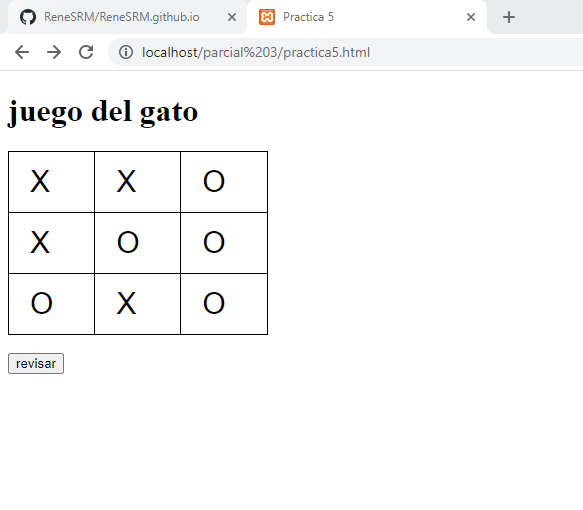 ReneSRM/ReneSRM.github.io
Practica 5
localhost/parcial%203/practica5.html
juego del gato
X X O
X O O
O X O
revisar